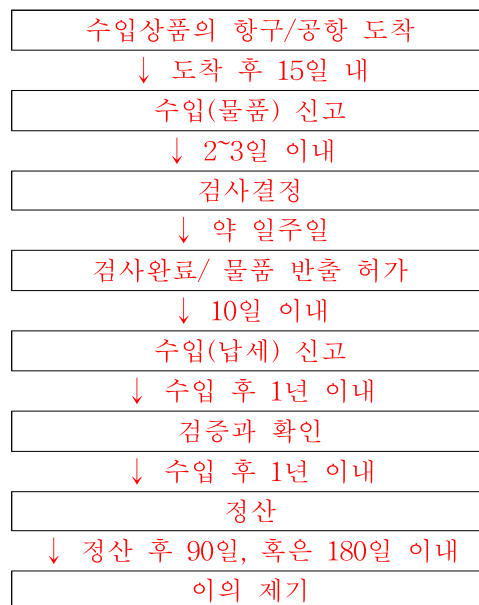 수입상품의 항구/공항 도착
↓ 도착 후 15일 내
수입(물품) 신고
↓ 2~3일 이내
검사결정
↓ 약 일주일
검사완료/ 물품 반출 허가
↓ 10일 이내
수입(납세) 신고
↓ 수입 후 1년 이내
검증과 확인
↓ 수입 후 1년 이내
정산
↓ 정산 후 90일, 혹은 180일 이내
이의 제기